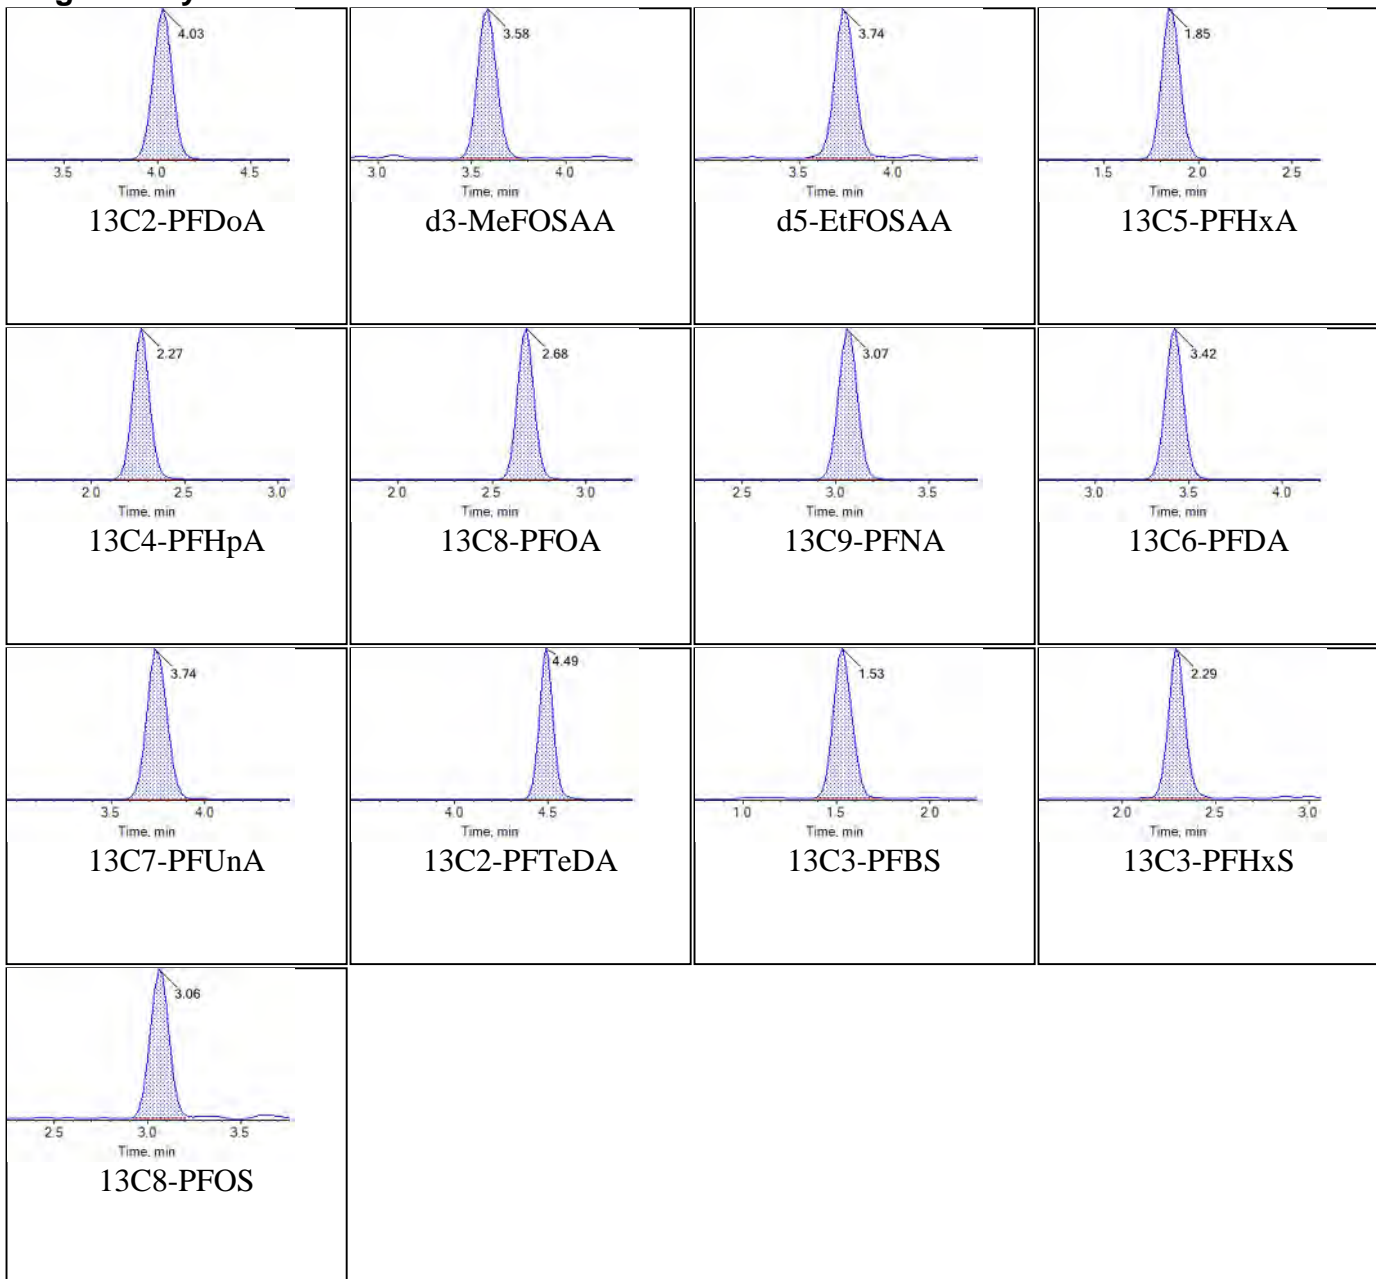 4.03
3.5 4.0 4.5
Time, min
13C2-PFDoA
3.58
3.0 3.5 4.0
Time, min
d3-MeFOSAA
3.74
3.5 4.0
Time, min
d5-EtFOSAA
1.85
1.5 2.0 2.5
Time, min
13C5-PFHxA
2.27
2.0 2.5 3.0
Time, min
13C4-PFHpA
2.68
2.0 2.5 3.0
Time, min
13C8-PFOA
3.07
2.5 3.0 3.5
Time, min
13C9-PFNA
3.42
3.0 3.5 4.0
Time, min
13C6-PFDA
3.74
3.5 4.0
Time, min
13C7-PFUnA
4.49
4.0 4.5
Time, min
13C2-PFTeDA
1.53
1.0 1.5 2.0
Time, min
13C3-PFBS
2.29
2.0 2.5 3.0
Time, min
13C3-PFHxS
3.06
2.5 3.0 3.5
Time, min
13C8-PFOS